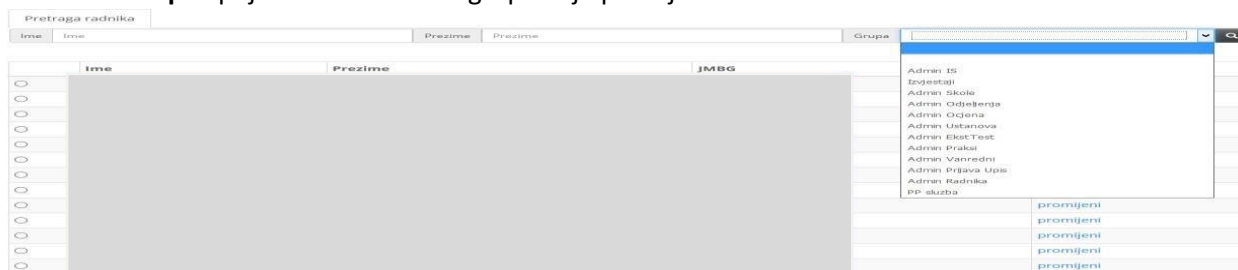 Pretraga radnika
Ime Ime Prezime Prezime Grupa
Ime Prezime JMBG
Admin IS
Izvjestaji
Admin Skole
Admin Odjeljenja
Admin Ocjena
Admin Ustanova
Admin EkstTest
Admin Praksi
Admin Vanredni
Admin Prijava Upis
Admin Radnika
PP sluzba
promijeni
promijeni
promijeni
promijeni
promijeni